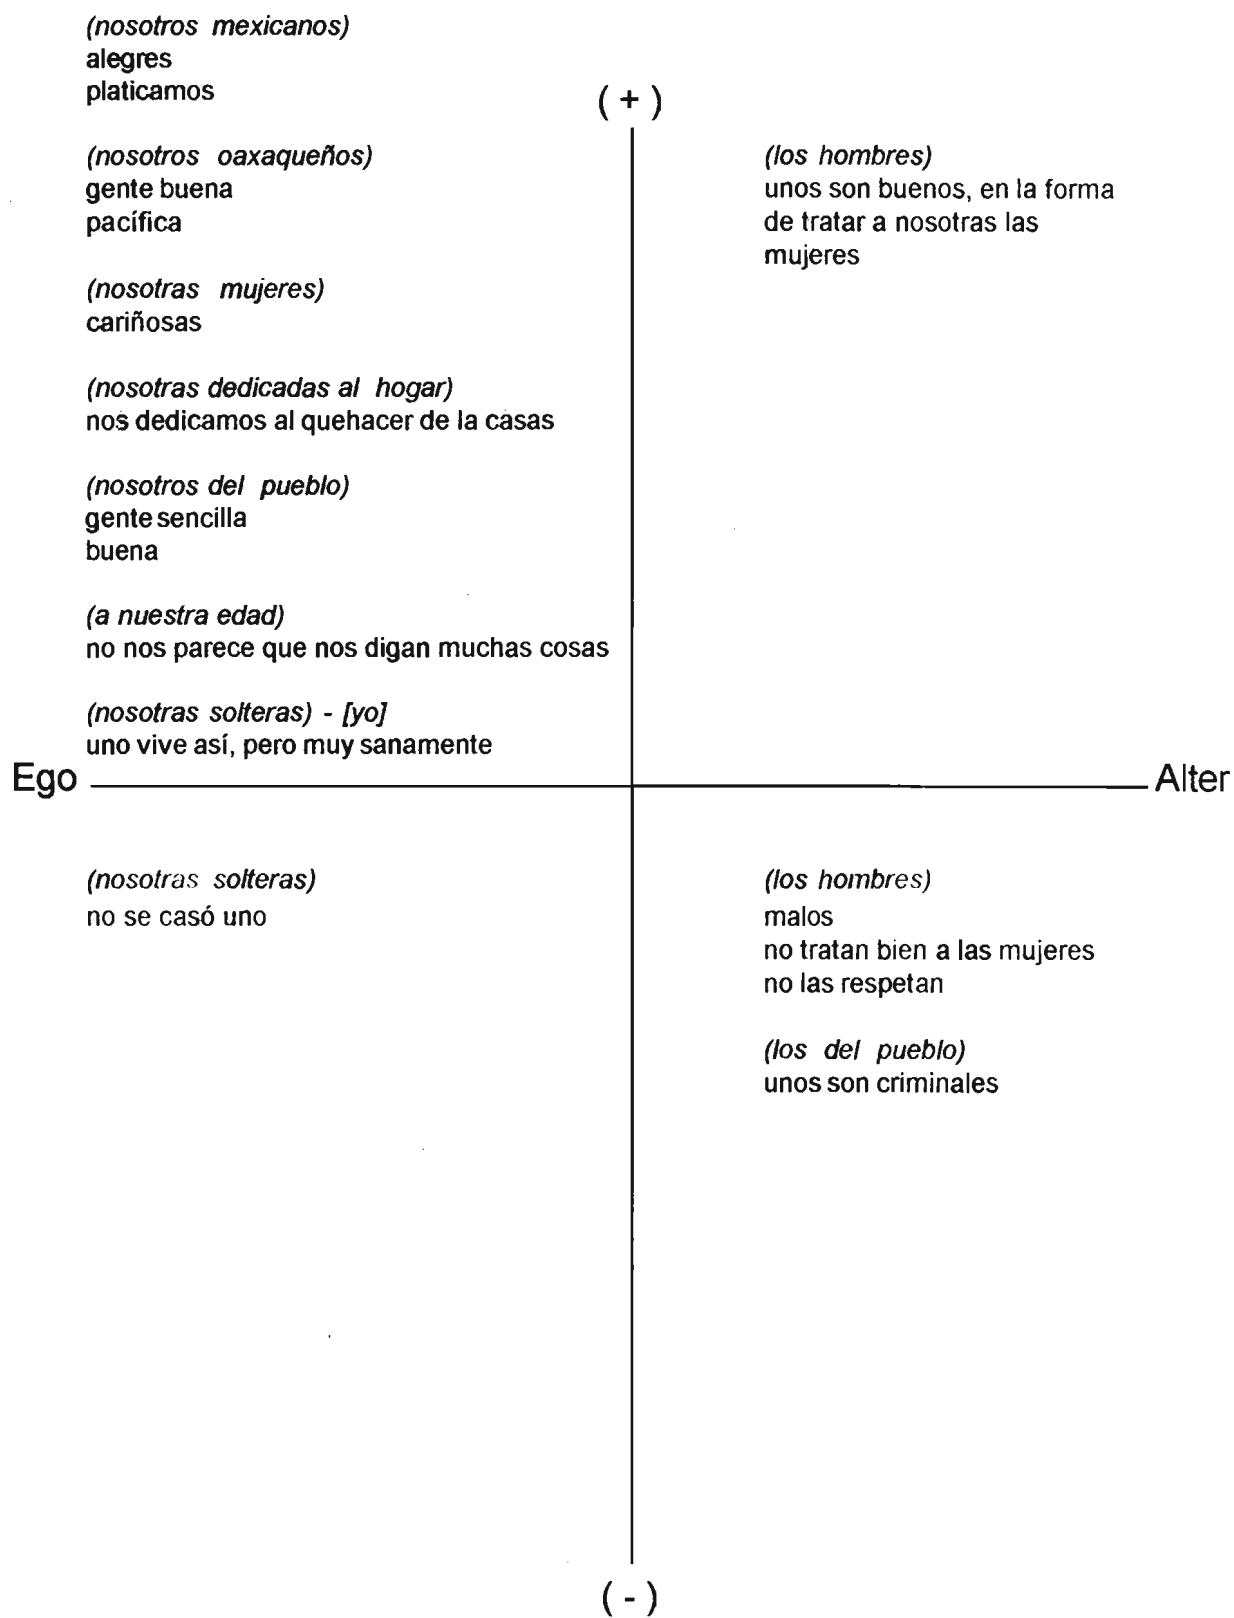 (nosotros mexicanos)
alegres
platicamos
(+)
(nosotros oaxaqueños)
gente buena
pacífica
(los hombres)
unos son buenos, en la forma
de tratar a nosotras las
mujeres
(nosotras mujeres)
cariñosas
(nosotras dedicadas al hogar)
nos dedicamos al quehacer de la casas
(nosotros del pueblo)
gente sencilla
buena
(a nuestra edad)
no nos parece que nos digan muchas cosas
(nosotras solteras) - [yo]
uno vive así, pero muy sanamente
Ego
Alter
(nosotras solteras)
no se casó uno
(los hombres)
malos
no tratan bien a las mujeres
no las respetan
(los del pueblo)
unos son criminales
(-)